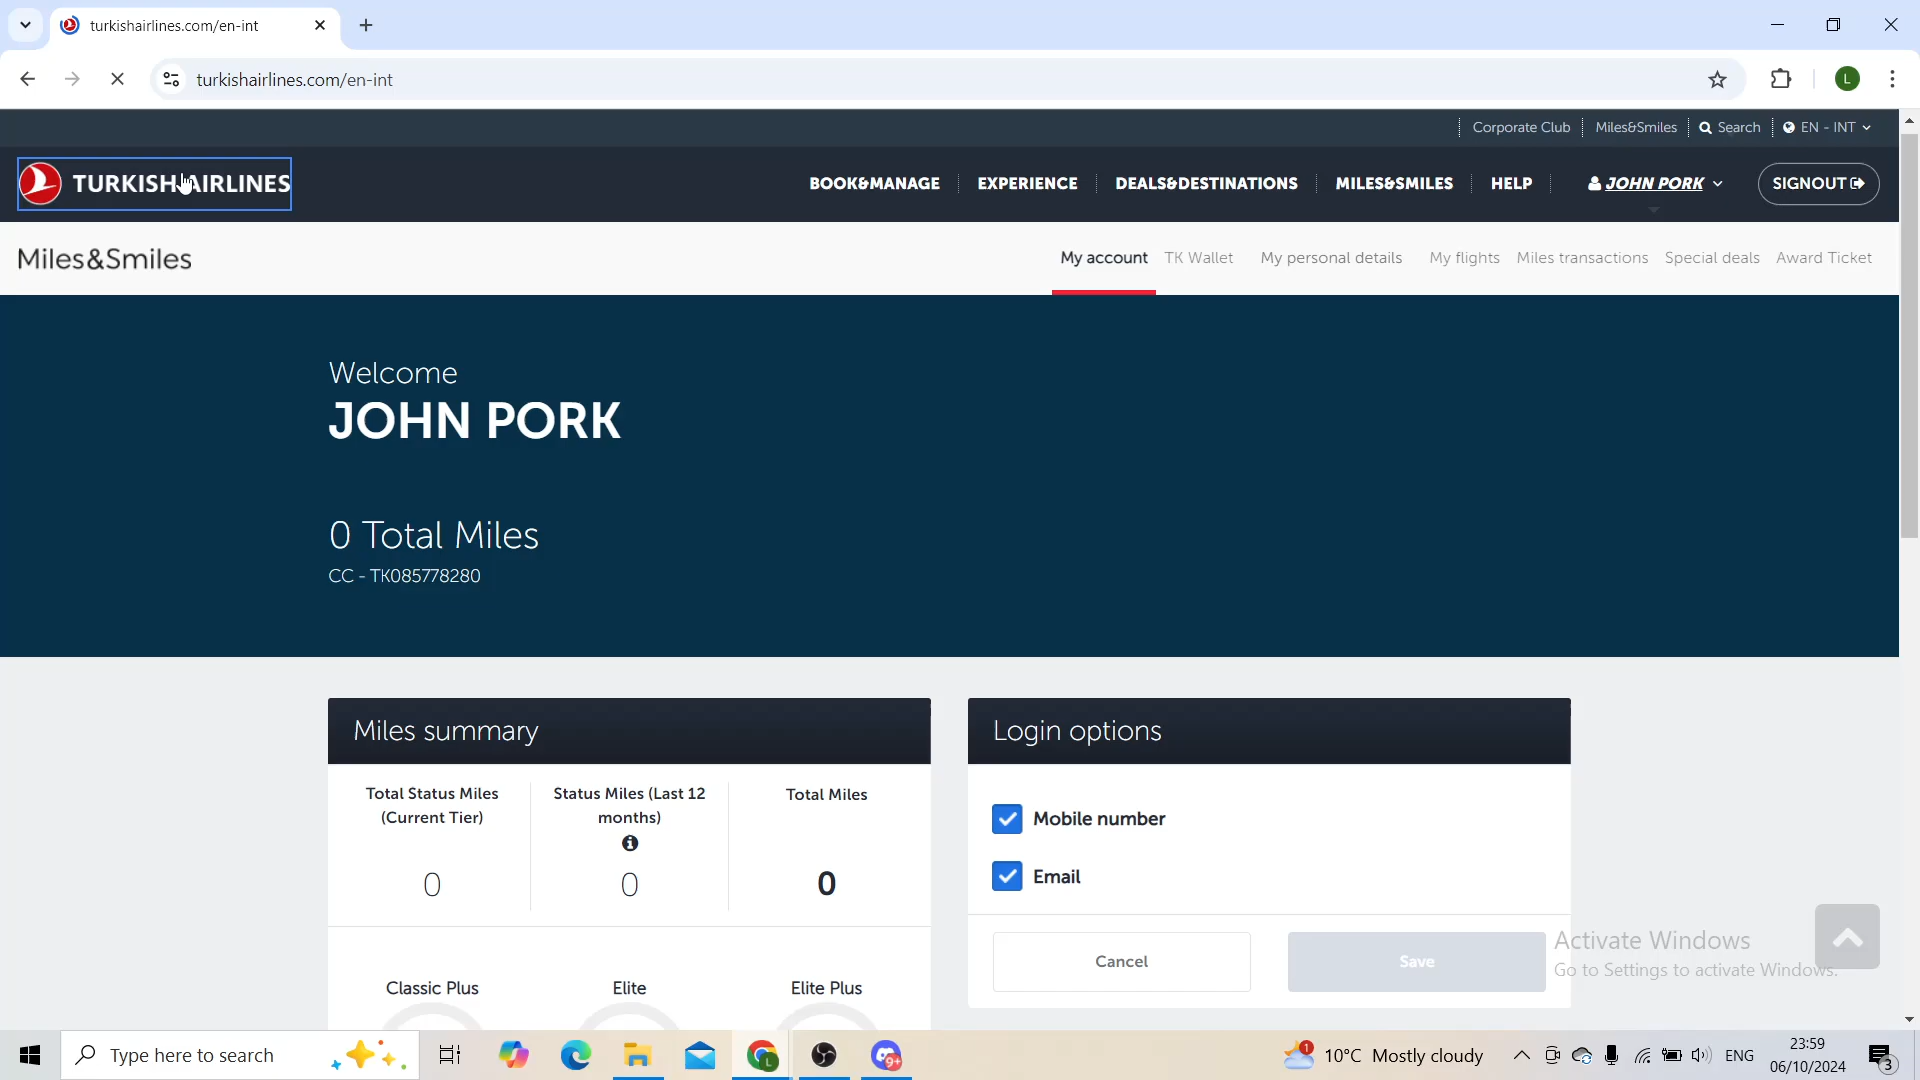 turkishairlines.com/en-int
turkishairlines.com/en-int
L
Corporate Club
Miles&Smiles
Search
EN - INT
TURKISH AIRLINES
BOOK&MANAGE
EXPERIENCE
DEALS&DESTINATIONS
MILES&SMILES
HELP
JOHN PORK
SIGNOUT
Miles&Smiles
My account
TK Wallet
My personal details
My flights
Miles transactions
Special deals
Award Ticket
Welcome
JOHN PORK
0 Total Miles
CC - TK085778280
Miles summary
Total Status Miles
(Current Tier)
0
Status Miles (Last 12
months)
0
Total Miles
0
Classic Plus
Elite
Elite Plus
Login options
Mobile number
Email
Cancel
Save
Activate Windows
Go to Settings to activate Windows.
Type here to search
L
9+
1
10°C Mostly cloudy
ENG
23:59
06/10/2024
3